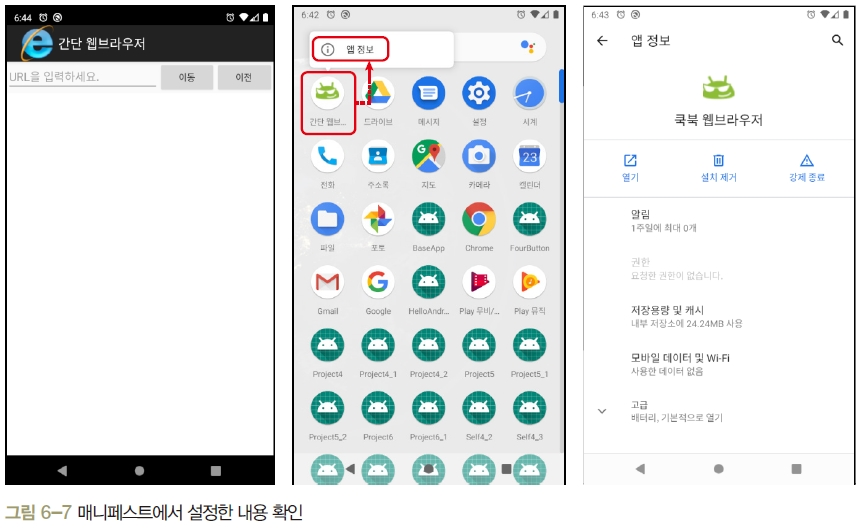 6:44
간단 웹브라우저
URL을 입력하세요.
이동
이전
6:42
앱 정보
간단 웹브...
드라이브
메시지
설정
시계
전화
주소록
지도
카메라
캘린더
파일
포토
BaseApp
Chrome
FourButton
Gmail
Google
HelloAndr...
Play 무비/...
Play 뮤직
Project4
Project4_1
Project4_2
Project5
Project5_1
Project5_2
Project6
Project6_1
Self4_2
Self4_3
6:43
앱 정보
쿡북 웹브라우저
열기
설치 제거
강제 종료
알림
1주일에 최대 0개
권한
요청한 권한이 없습니다.
저장용량 및 캐시
내부 저장소에 24.24MB 사용
모바일 데이터 및 Wi-Fi
사용한 데이터 없음
고급
배터리, 기본적으로 열기
그림 6-7 매니페스트에서 설정한 내용 확인